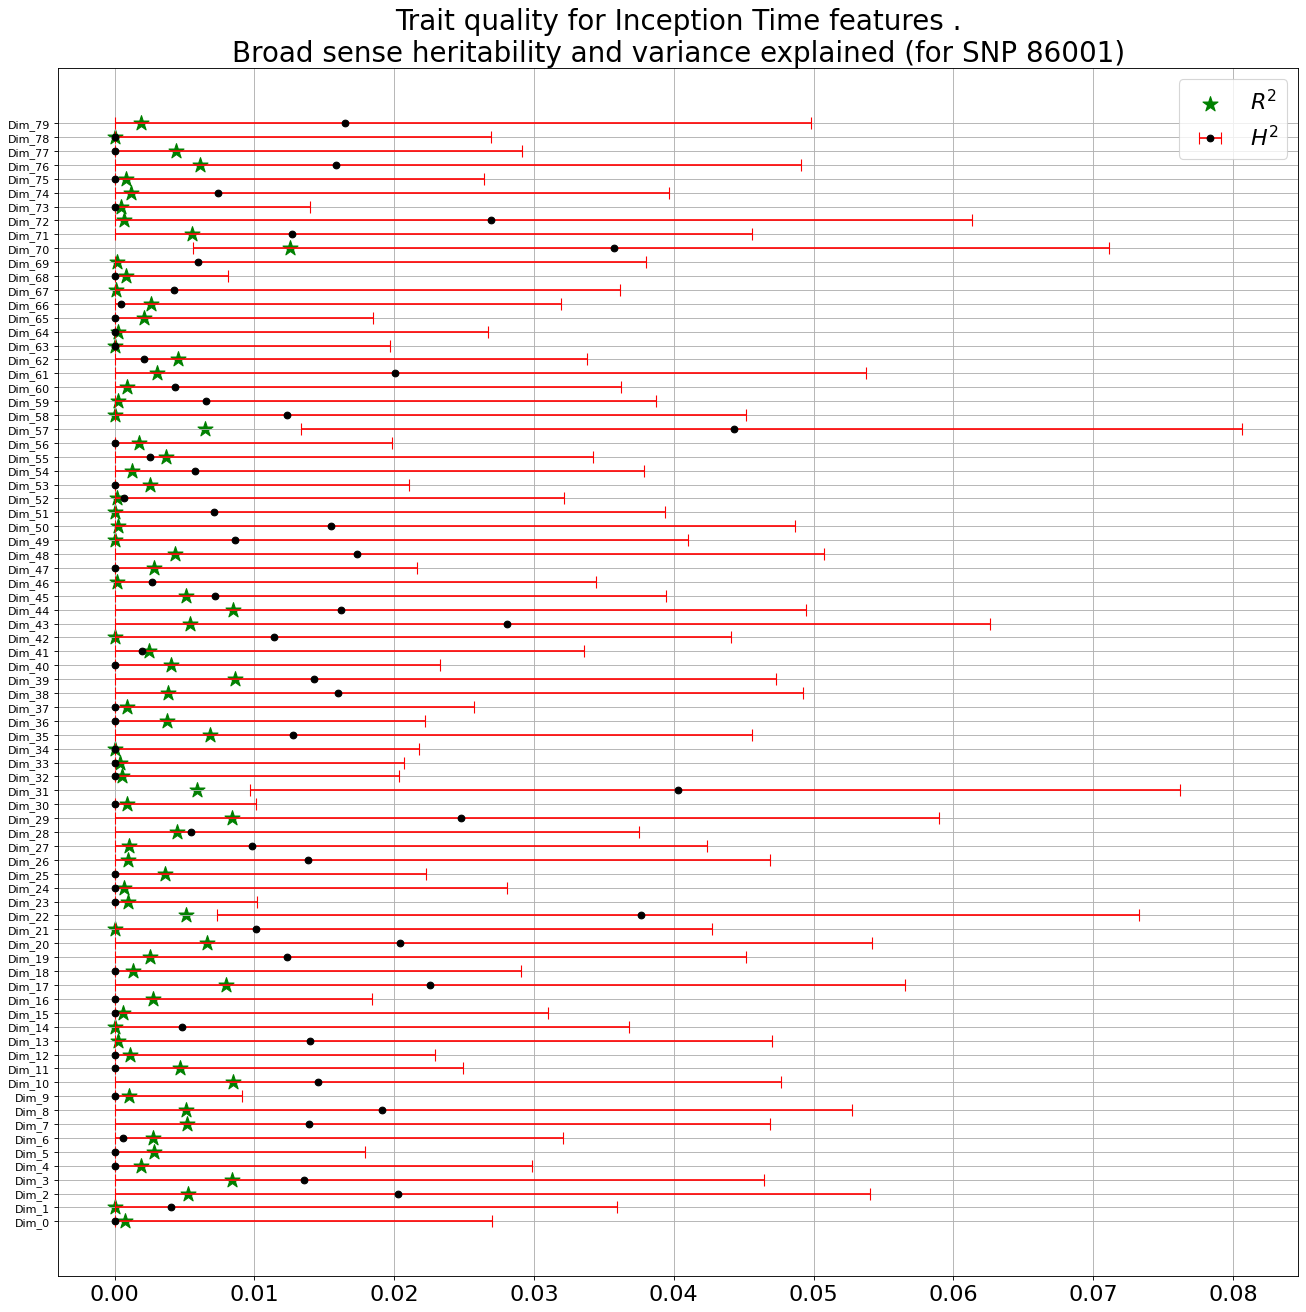 Trait quality for Inception Time features .
Broad sense heritability and variance explained (for SNP 86001)
R²
H²
Dim_79
Dim_78
Dim_77
Dim_76
Dim_75
Dim_74
Dim_73
Dim_72
Dim_71
Dim_70
Dim_69
Dim_68
Dim_67
Dim_66
Dim_65
Dim_64
Dim_63
Dim_62
Dim_61
Dim_60
Dim_59
Dim_58
Dim_57
Dim_56
Dim_55
Dim_54
Dim_53
Dim_52
Dim_51
Dim_50
Dim_49
Dim_48
Dim_47
Dim_46
Dim_45
Dim_44
Dim_43
Dim_42
Dim_41
Dim_40
Dim_39
Dim_38
Dim_37
Dim_36
Dim_35
Dim_34
Dim_33
Dim_32
Dim_31
Dim_30
Dim_29
Dim_28
Dim_27
Dim_26
Dim_25
Dim_24
Dim_23
Dim_22
Dim_21
Dim_20
Dim_19
Dim_18
Dim_17
Dim_16
Dim_15
Dim_14
Dim_13
Dim_12
Dim_11
Dim_10
Dim_9
Dim_8
Dim_7
Dim_6
Dim_5
Dim_4
Dim_3
Dim_2
Dim_1
Dim_0
0.00 0.01 0.02 0.03 0.04 0.05 0.06 0.07 0.08